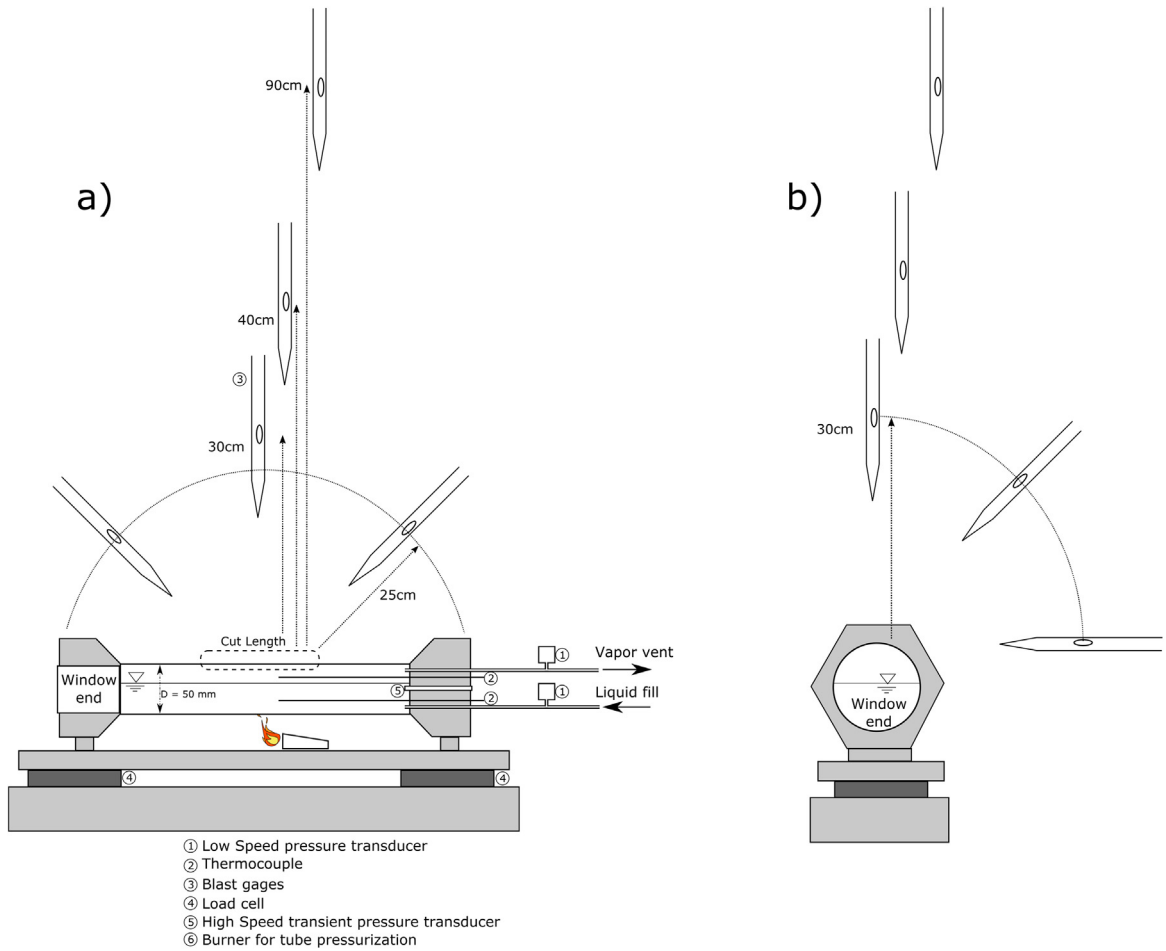 90cm
a)
b)
40cm
③
30cm
30cm
25cm
Cut Length
①
Vapor vent
Window
end
D = 50 mm
②
⑤
①
Liquid fill
②
Window
end
④
④
① Low Speed pressure transducer
② Thermocouple
③ Blast gages
④ Load cell
⑤ High Speed transient pressure transducer
⑥ Burner for tube pressurization